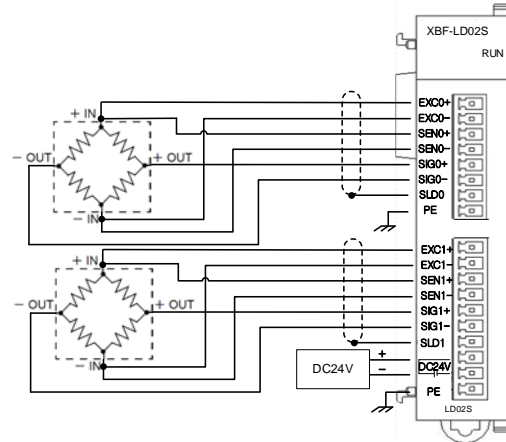 XBF-LD02S
RUN
EXC0+
+ IN
EXC0-
SEN0+
SEN0-
- OUT
+ OUT
SIG0+
SIG0-
SLD0
PE
- IN
EXC1+
+ IN
EXC1-
SEN1+
SEN1-
- OUT
+ OUT
SIG1+
SIG1-
SLD1
+
DC24V
-
DC24V
- IN
PE
LD02S